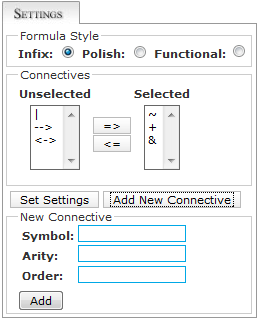 Settings
Formula Style
Infix: Polish: Functional:
Connectives
Unselected Selected
| ~
--> => +
<-> <= &
Set Settings Add New Connective
New Connective
Symbol:
Arity:
Order:
Add